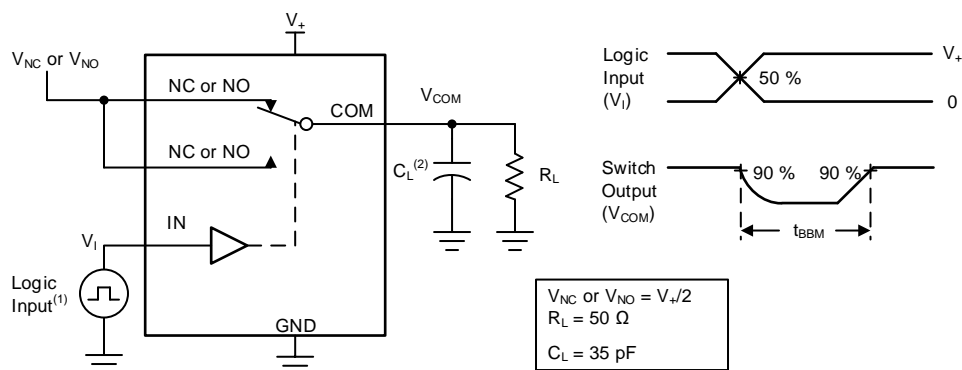 V+
VNC or VNO
NC or NO
COM
VCOM
NC or NO
CL(2)
RL
IN
VI
Logic
Input(1)
GND
Logic
Input
(VI)
50 %
V+
0
Switch
Output
(VCOM)
90 %
90 %
tBBM
VNC or VNO = V+/2
RL = 50 Ω
CL = 35 pF